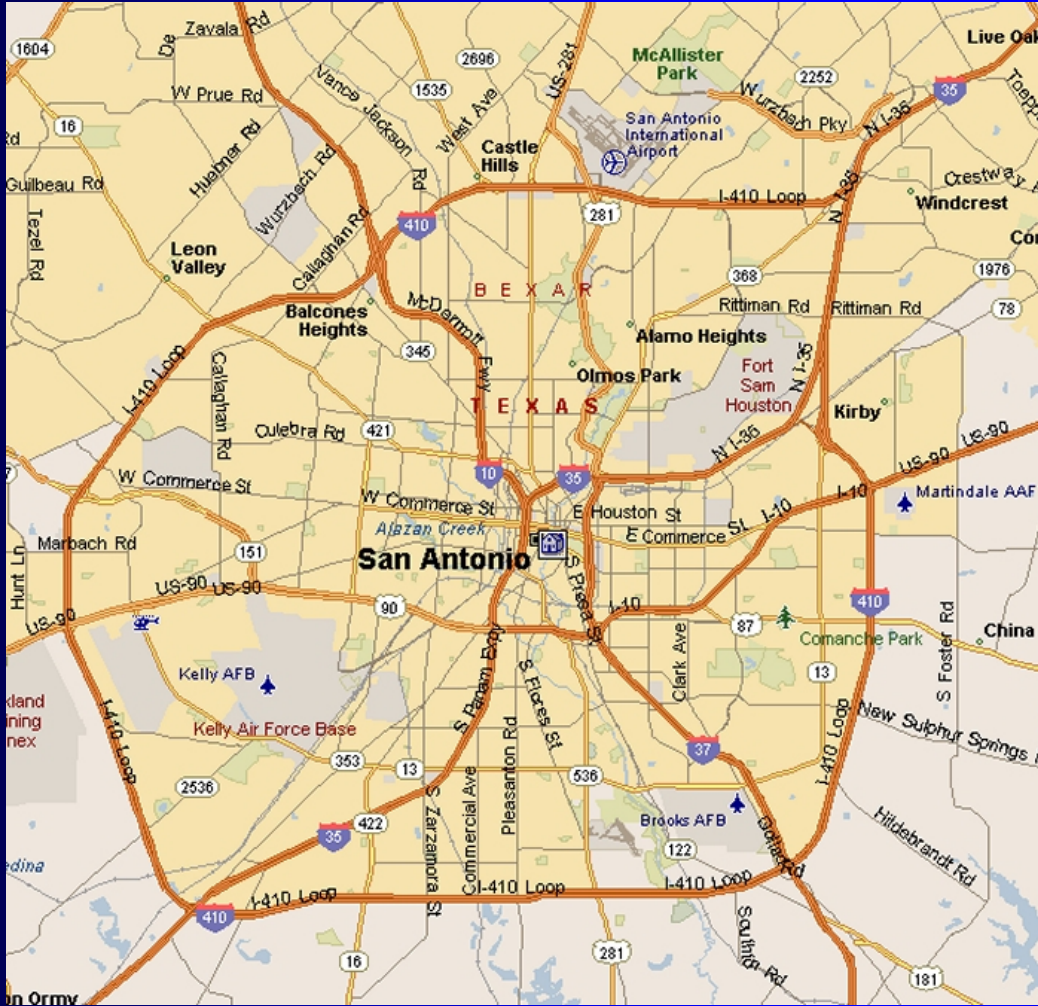 Zavala Rd
De
1604
2696
US-281
McAllister
Park
Live Oak
2252
35
1535
W Prue Rd
Vance Jackson
Rd
West Ave
Wurzbach Pky
N I-35
Toepp
16
Rd
Huebner Rd
Wurzbach Rd
San Antonio
International
Airport
Castle
Hills
Guilbeau Rd
Crestway
Windcrest
I-410 Loop
N I-35
Tezel Rd
281
410
Callaghan Rd
Leon
Valley
Con
1976
368
BEXAR
78
Balcones
Heights
McDermott
Fwy
Rittiman Rd
Rittiman Rd
Alamo Heights
345
I-410 Loop
Callaghan Rd
Olmos Park
Fort
Sam
Houston
N I-35
TEXAS
Kirby
Culebra Rd
421
N I-35
US-90
US-90
10
35
W Commerce St
W Commerce St
I-10
I-10
Martindale AAF
E Houston St
Alazan Creek
E Commerce St
Marbach Rd
151
San Antonio
S Presa St
Hunt Ln
US-90
US-90
US-90
90
I-10
410
87
Comanche Park
China
S Foster Rd
Clark Ave
13
Kelly AFB
S Panam Expy
S Flores St
Kelly Air Force Base
kland
ining
nex
I-410 Loop
Pleasanton Rd
New Sulphur Springs
I-410 Loop
37
353
13
536
2536
Commercial Ave
S Zarzamora St
Brooks AFB
422
35
122
Hildebrandt Rd
edina
I-410 Loop
I-410 Loop
I-410 Loop
410
Southton Rd
16
281
181
on Ormy